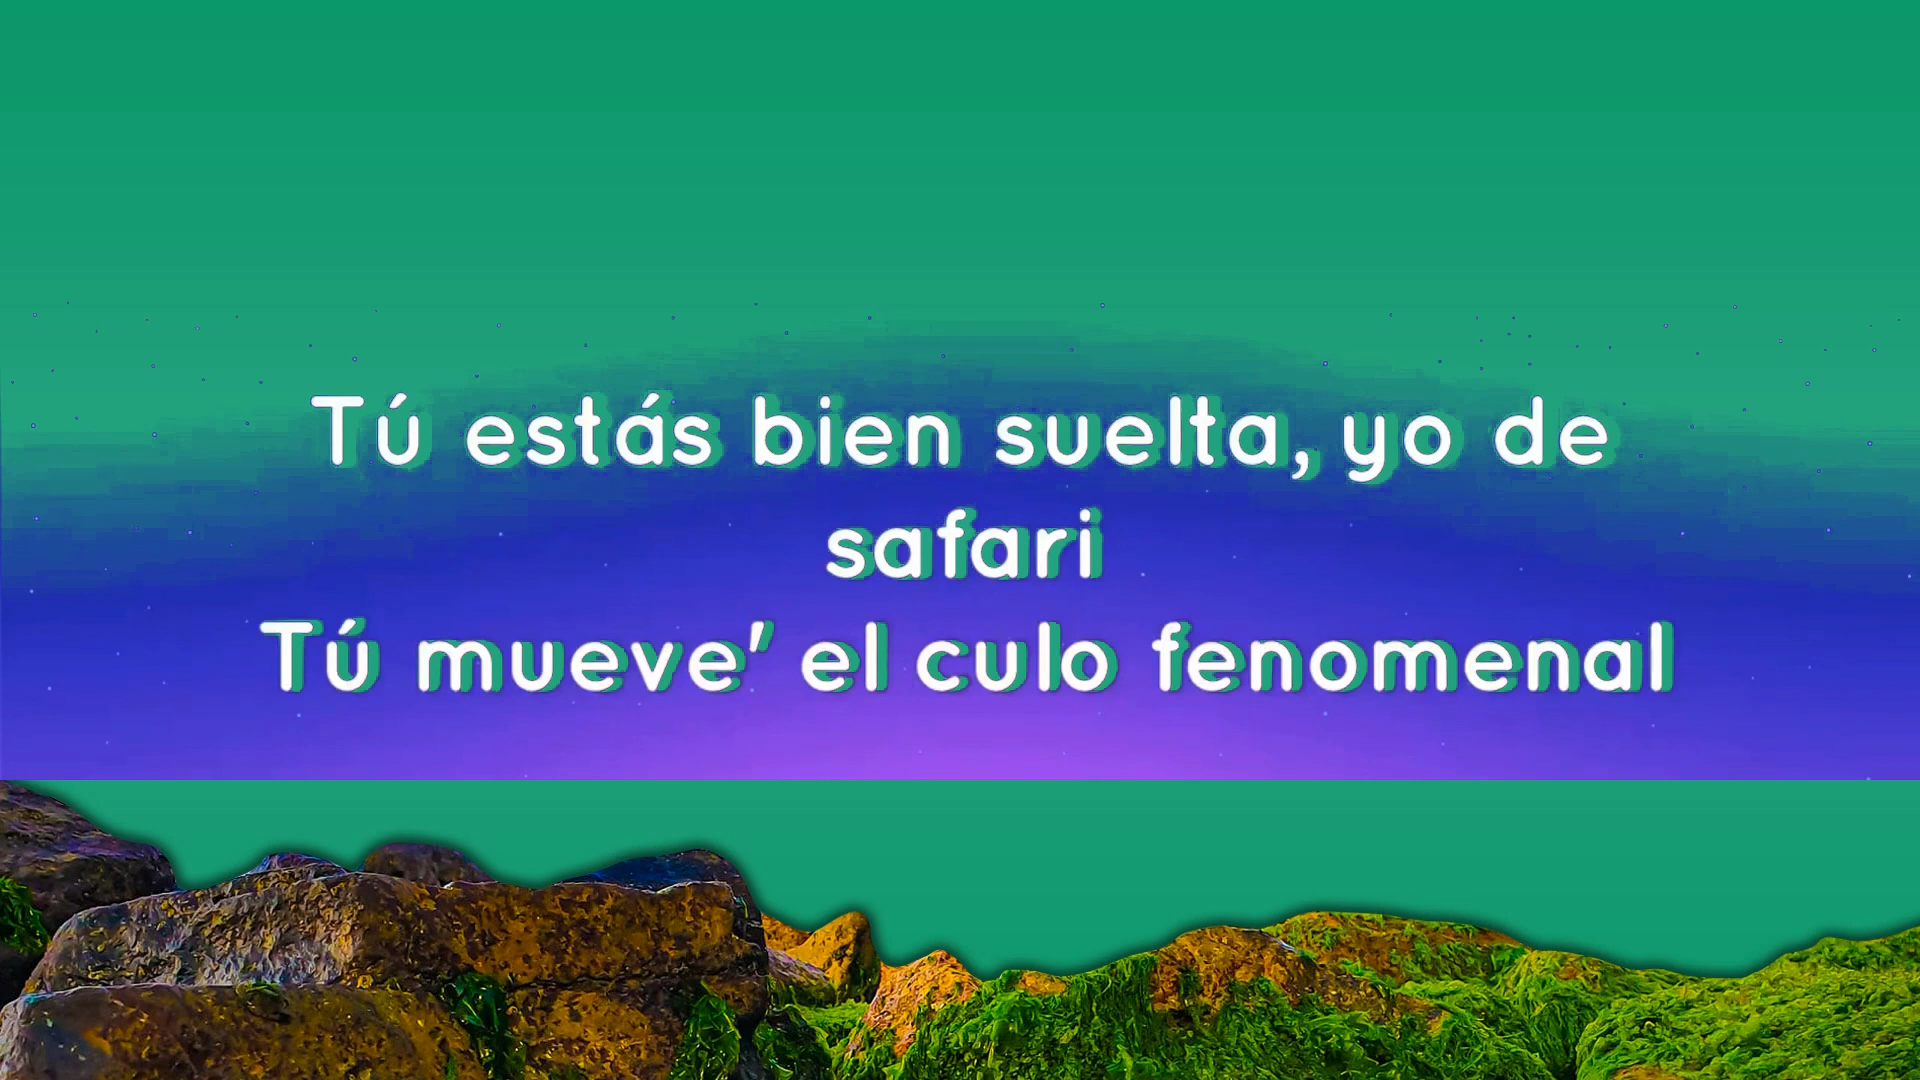 Tú estás bien suelta, yo de
safari
Tú mueve' el culo fenomenal